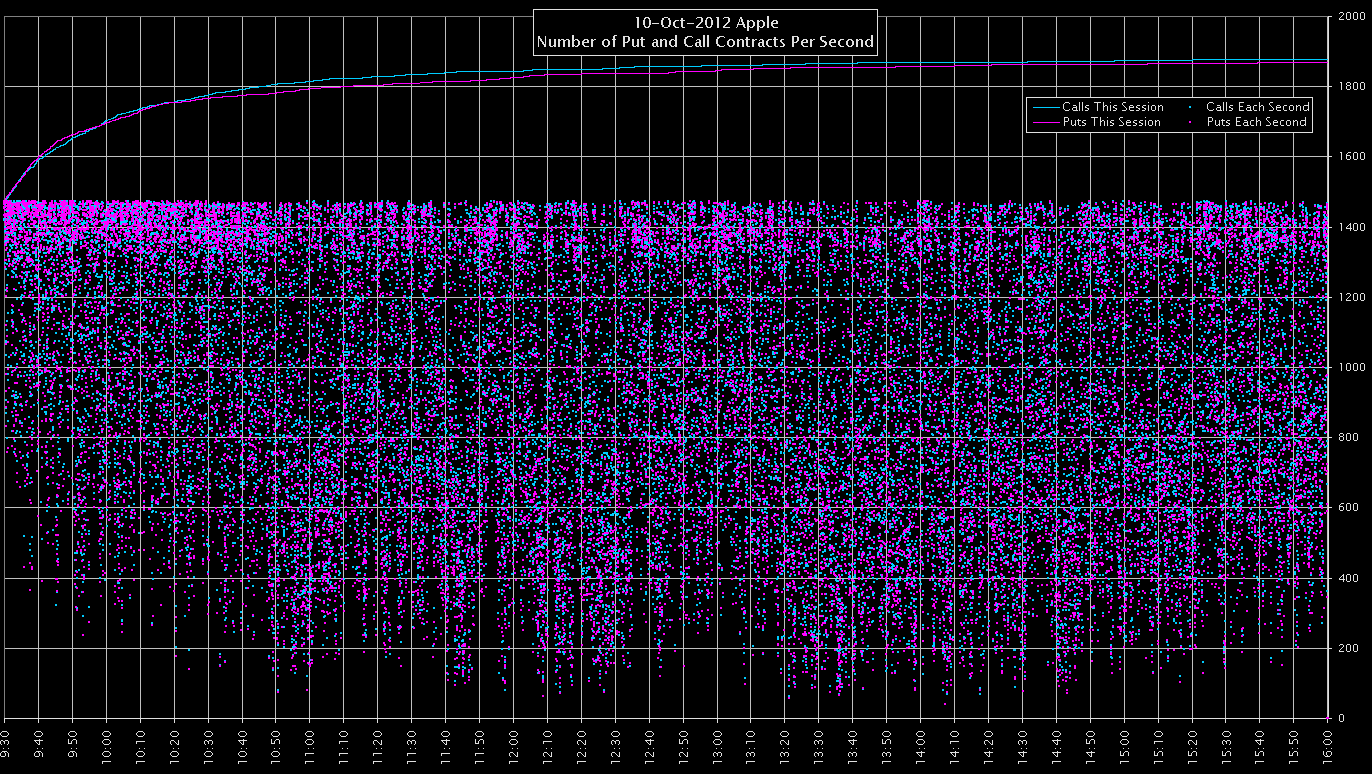 10-Oct-2012 Apple
Number of Put and Call Contracts Per Second
2000
1800
Calls This Session Calls Each Second
Puts This Session Puts Each Second
1600
1400
1200
1000
800
600
400
200
0
9:30 9:40 9:50 10:00 10:10 10:20 10:30 10:40 10:50 11:00 11:10 11:20 11:30 11:40 11:50 12:00 12:10 12:20 12:30 12:40 12:50 13:00 13:10 13:20 13:30 13:40 13:50 14:00 14:10 14:20 14:30 14:40 14:50 15:00 15:10 15:20 15:30 15:40 15:50 16:00